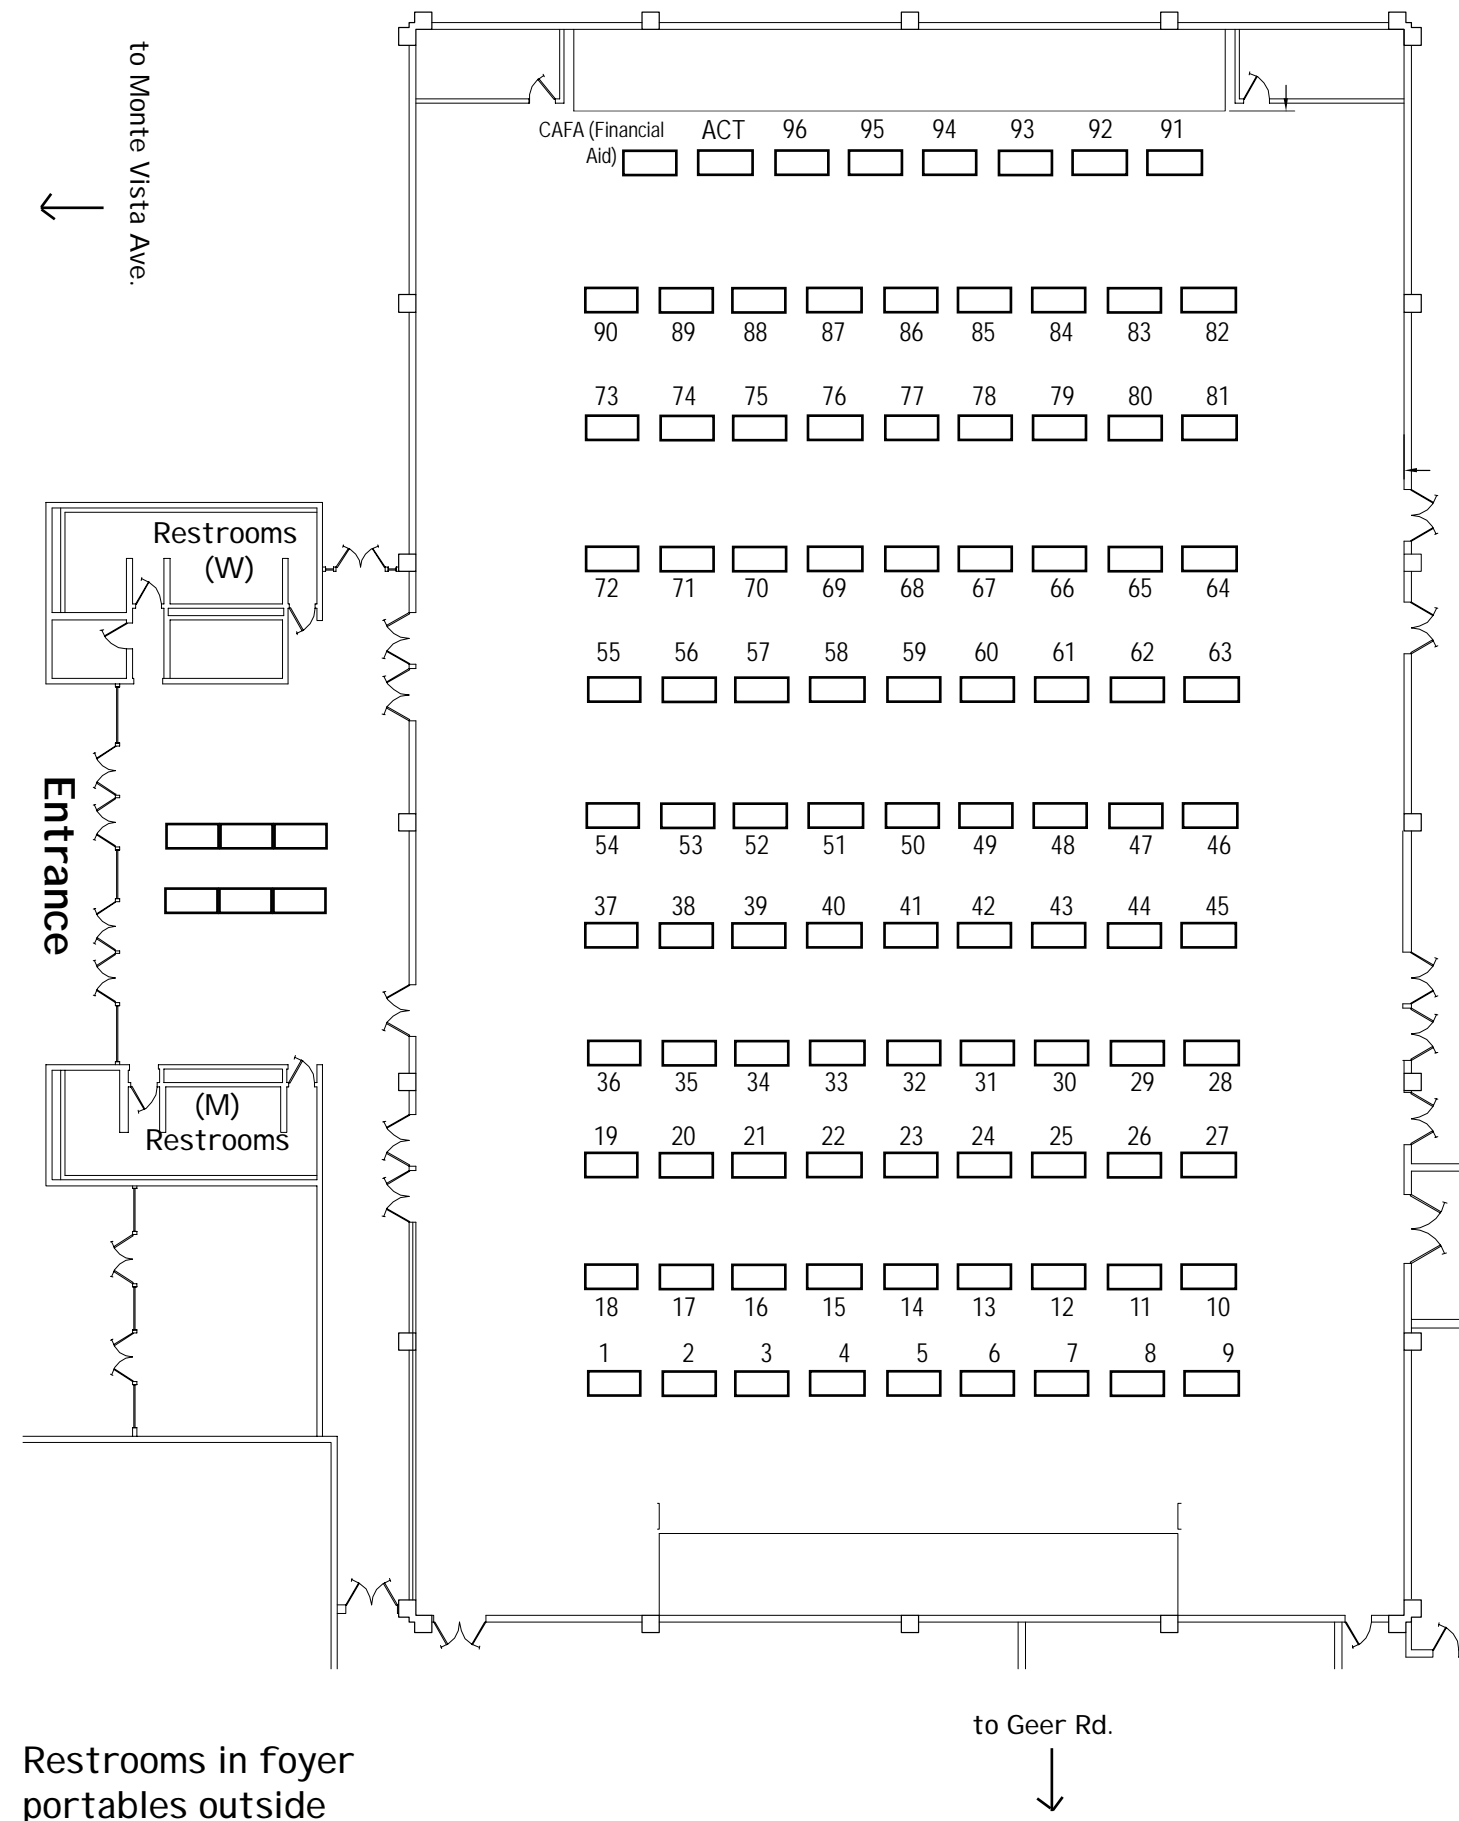 to Monte Vista Ave.
CAFA (Financial
Aid)
ACT 96 95 94 93 92 91
90 89 88 87 86 85 84 83 82
73 74 75 76 77 78 79 80 81
Restrooms
(W)
72 71 70 69 68 67 66 65 64
55 56 57 58 59 60 61 62 63
Entrance
54 53 52 51 50 49 48 47 46
37 38 39 40 41 42 43 44 45
36 35 34 33 32 31 30 29 28
(M)
Restrooms
19 20 21 22 23 24 25 26 27
18 17 16 15 14 13 12 11 10
1 2 3 4 5 6 7 8 9
to Geer Rd.
Restrooms in foyer
portables outside